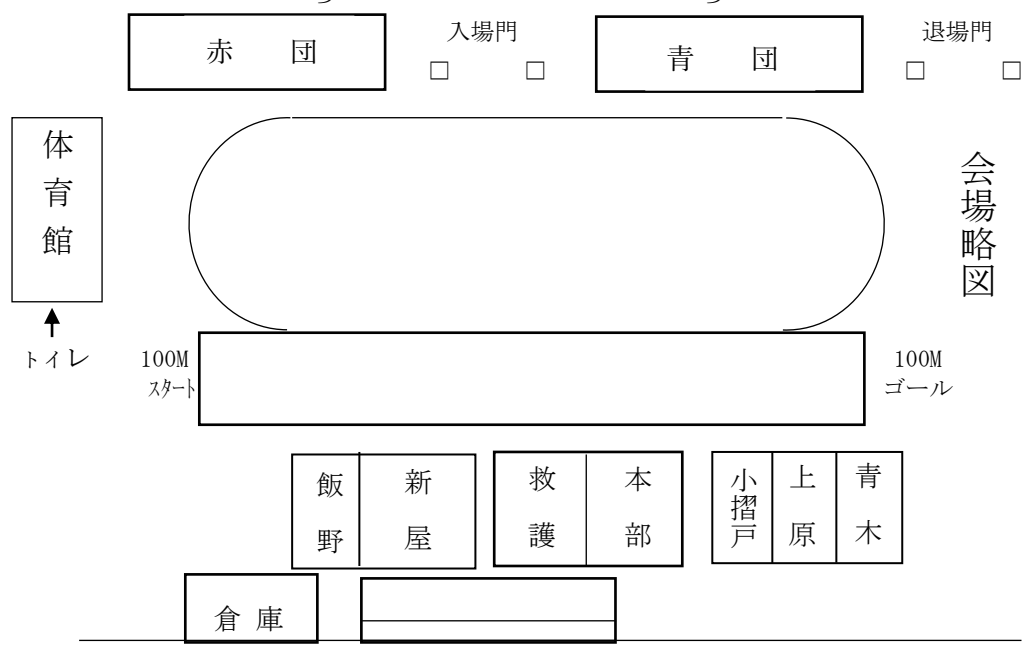 赤　団
入場門
青　団
退場門
□　□
□　□
体育館
会場略図
トイレ
100M
スタート
100M
ゴール
飯野
新屋
救護
本部
小摺戸
上原
青木
倉庫